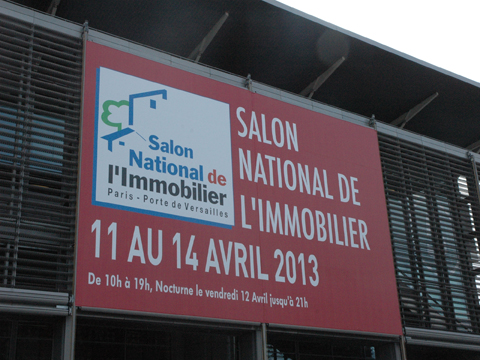 Salon
National de
l'Immobilier
Paris - Porte de Versailles
SALON
NATIONAL DE
L'IMMOBILIER
11 AU 14 AVRIL 2013
De 10h à 19h, Nocturne le vendredi 12 Avril jusqu'à 21h